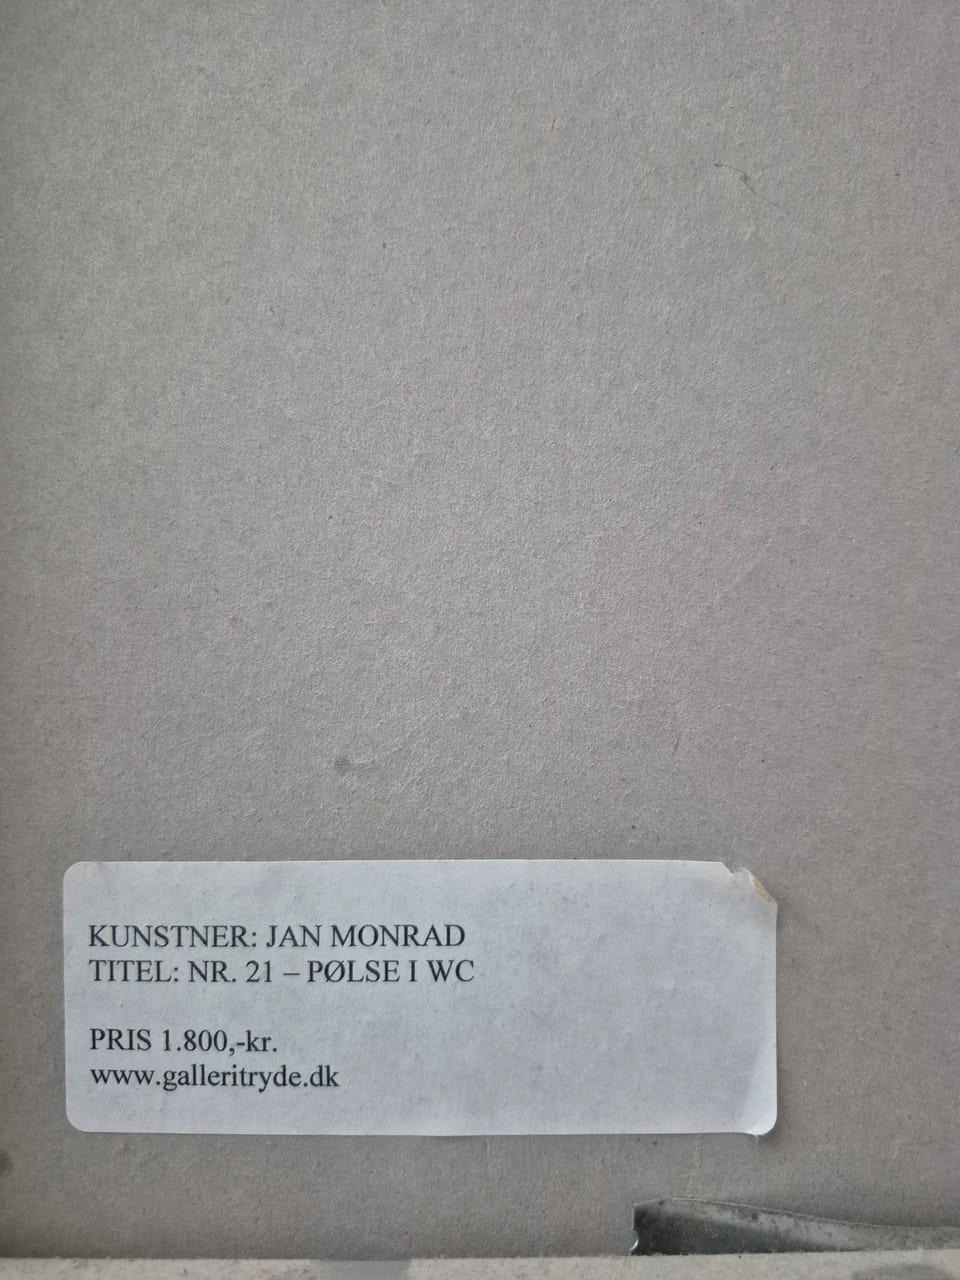 KUNSTNER: JAN MONRAD
TITEL: NR. 21 – PØLSE I WC
PRIS 1.800,-kr.
www.galleritryde.dk